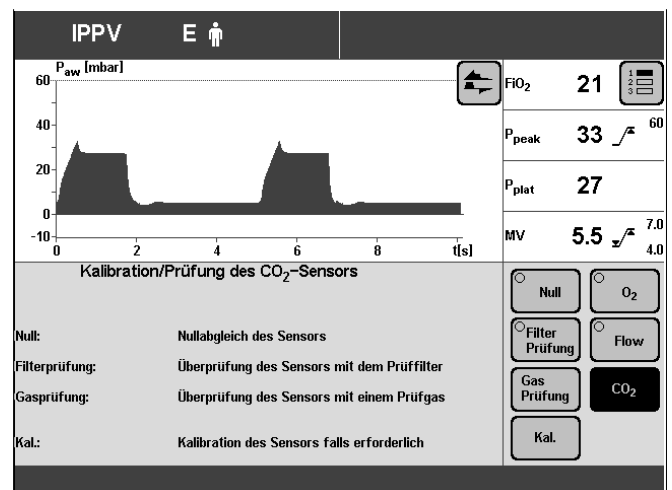 IPPV E
Paw [mbar]
60
40
20
0
-10
0 2 4 6 8 t[s]
FiO2 21 1 2 3
Ppeak 33 60
Pplat 27
MV 5.5 7.0 4.0
Kalibration/Prüfung des CO2-Sensors
Null: Nullabgleich des Sensors
Filterprüfung: Überprüfung des Sensors mit dem Prüffilter
Gasprüfung: Überprüfung des Sensors mit einem Prüfgas
Kal.: Kalibration des Sensors falls erforderlich
Null O2
Filter Prüfung Flow
Gas Prüfung CO2
Kal.